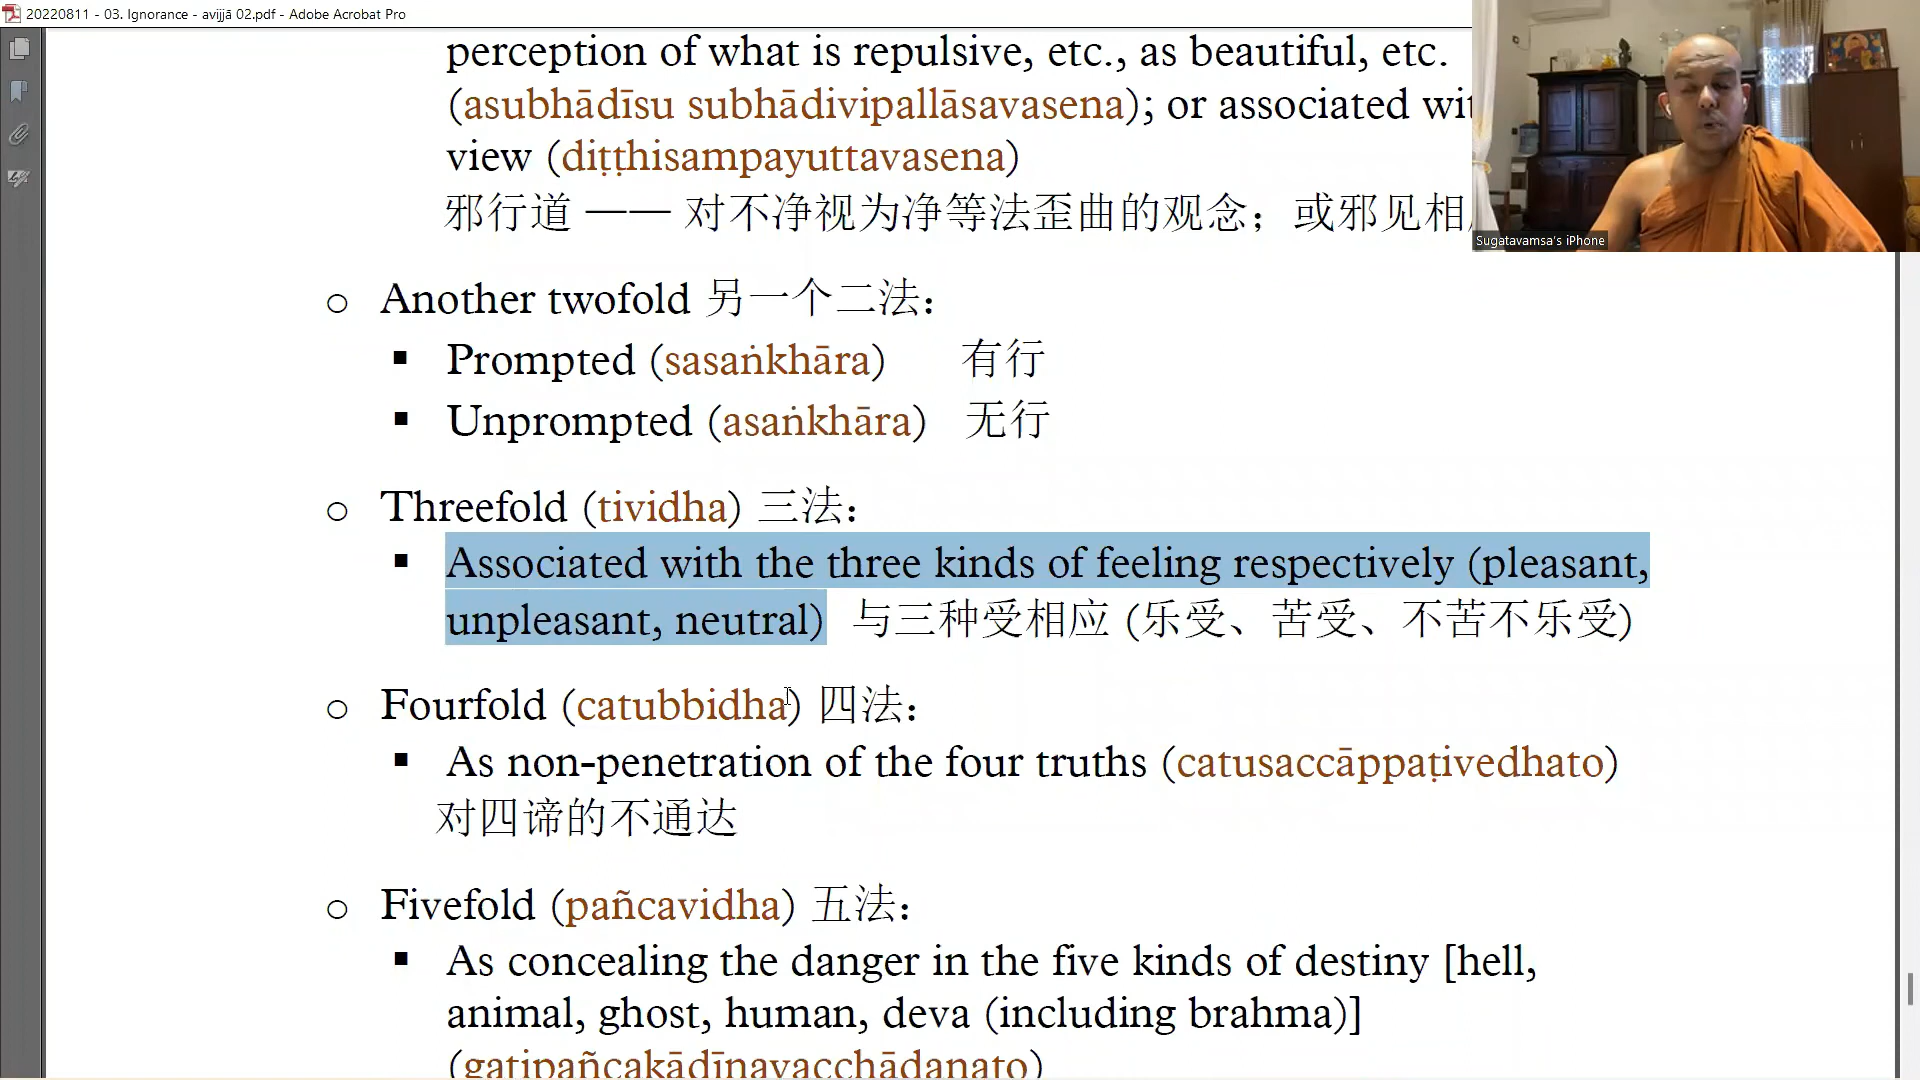 20220811 - 03. Ignorance - avijjā 02.pdf - Adobe Acrobat Pro
perception of what is repulsive, etc., as beautiful, etc.
(asubhādīsu subhādivipallāsavasena); or associated wi
view (diṭṭhisampayuttavasena)
邪行道 —— 对不净视为净等法歪曲的观念；或邪见相
Sugatavamsa's iPhone
○ Another twofold 另一个二法：
▪ Prompted (sasaṅkhāra) 有行
▪ Unprompted (asaṅkhāra) 无行
○ Threefold (tividha) 三法：
▪ Associated with the three kinds of feeling respectively (pleasant,
unpleasant, neutral) 与三种受相应 (乐受、苦受、不苦不乐受)
○ Fourfold (catubbidha) 四法：
▪ As non-penetration of the four truths (catusaccāppaṭivedhato)
对四谛的不通达
○ Fivefold (pañcavidha) 五法：
▪ As concealing the danger in the five kinds of destiny [hell,
animal, ghost, human, deva (including brahma)]
(gatipañcakādīnavacchādanato)